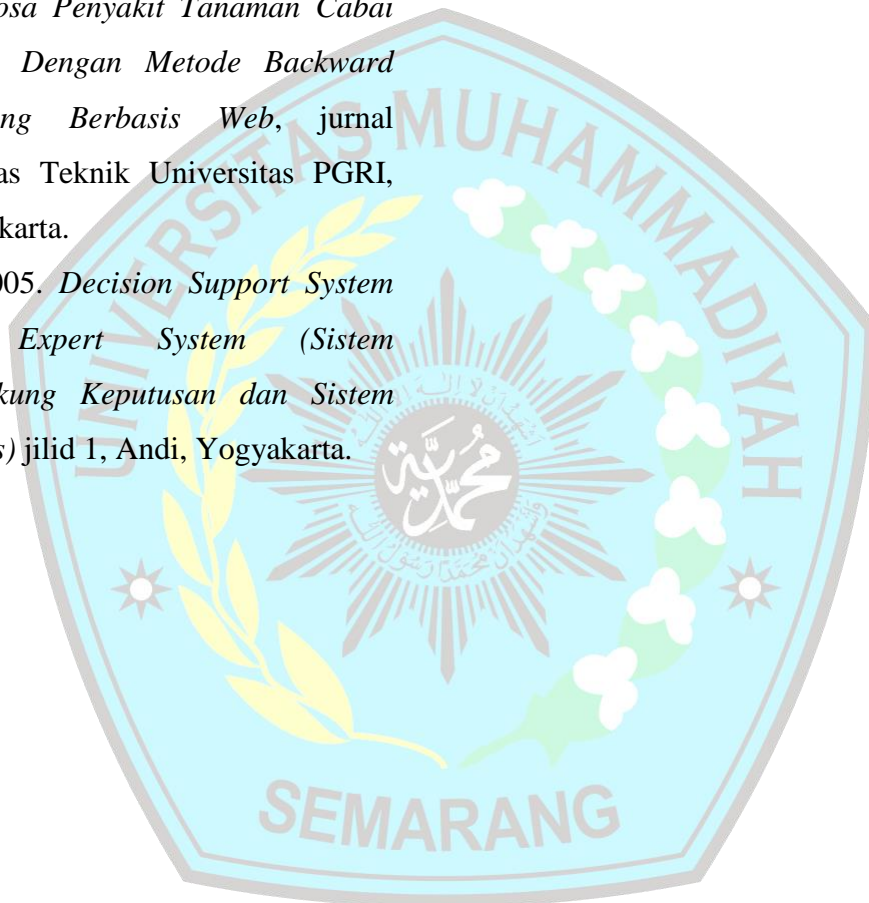 osa Penyakit Tanaman Cabai
Dengan Metode Backward
ng Berbasis Web, jurnal
as Teknik Universitas PGRI,
karta.
005. Decision Support System
Expert System (Sistem
kung Keputusan dan Sistem
s) jilid 1, Andi, Yogyakarta.
UNIVERSITAS MUHAMMADIYAH
محمدية
SEMARANG